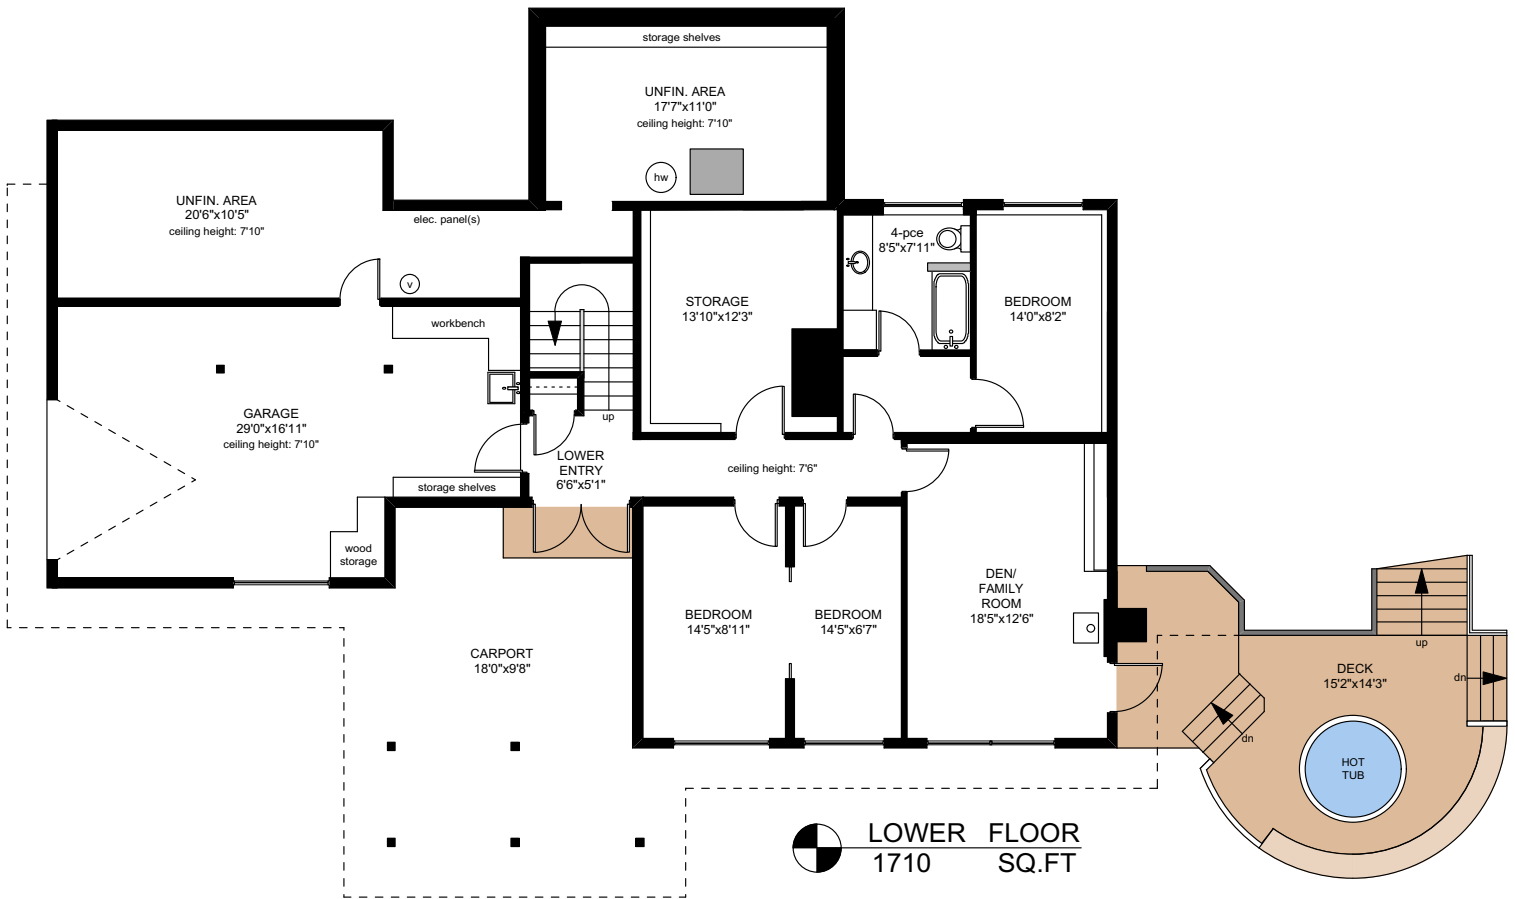 storage shelves
UNFIN. AREA
17'7"x11'0"
ceiling height: 7'10"
hw
UNFIN. AREA
20'6"x10'5"
ceiling height: 7'10"
elec. panel(s)
v
4-pce
8'5"x7'11"
STORAGE
13'10"x12'3"
BEDROOM
14'0"x8'2"
workbench
GARAGE
29'0"x16'11"
ceiling height: 7'10"
up
LOWER
ENTRY
6'6"x5'1"
ceiling height: 7'6"
storage shelves
wood
storage
DEN/
FAMILY
ROOM
18'5"x12'6"
BEDROOM
14'5"x8'11"
BEDROOM
14'5"x6'7"
CARPORT
18'0"x9'8"
up
DECK
15'2"x14'3"
dn
dn
HOT
TUB
LOWER FLOOR
1710 SQ.FT